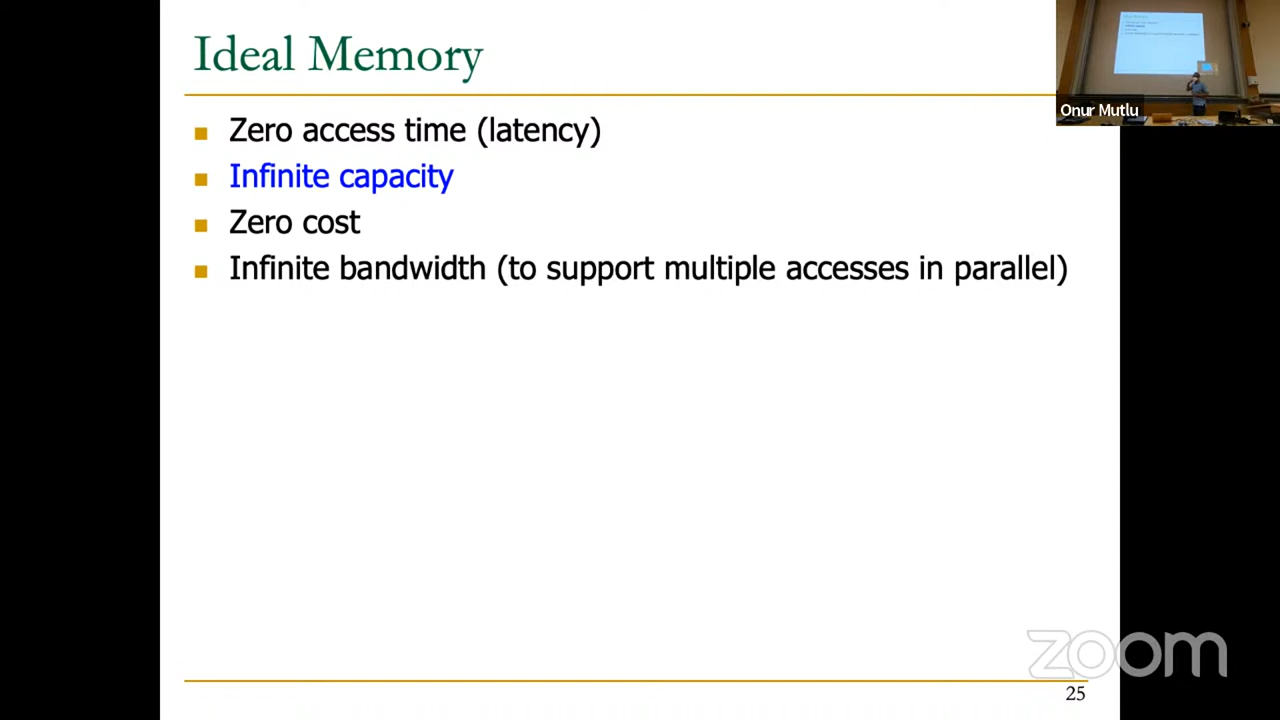 Ideal Memory
Onur Mutlu
Zero access time (latency)
Infinite capacity
Zero cost
Infinite bandwidth (to support multiple accesses in parallel)
zoom
25